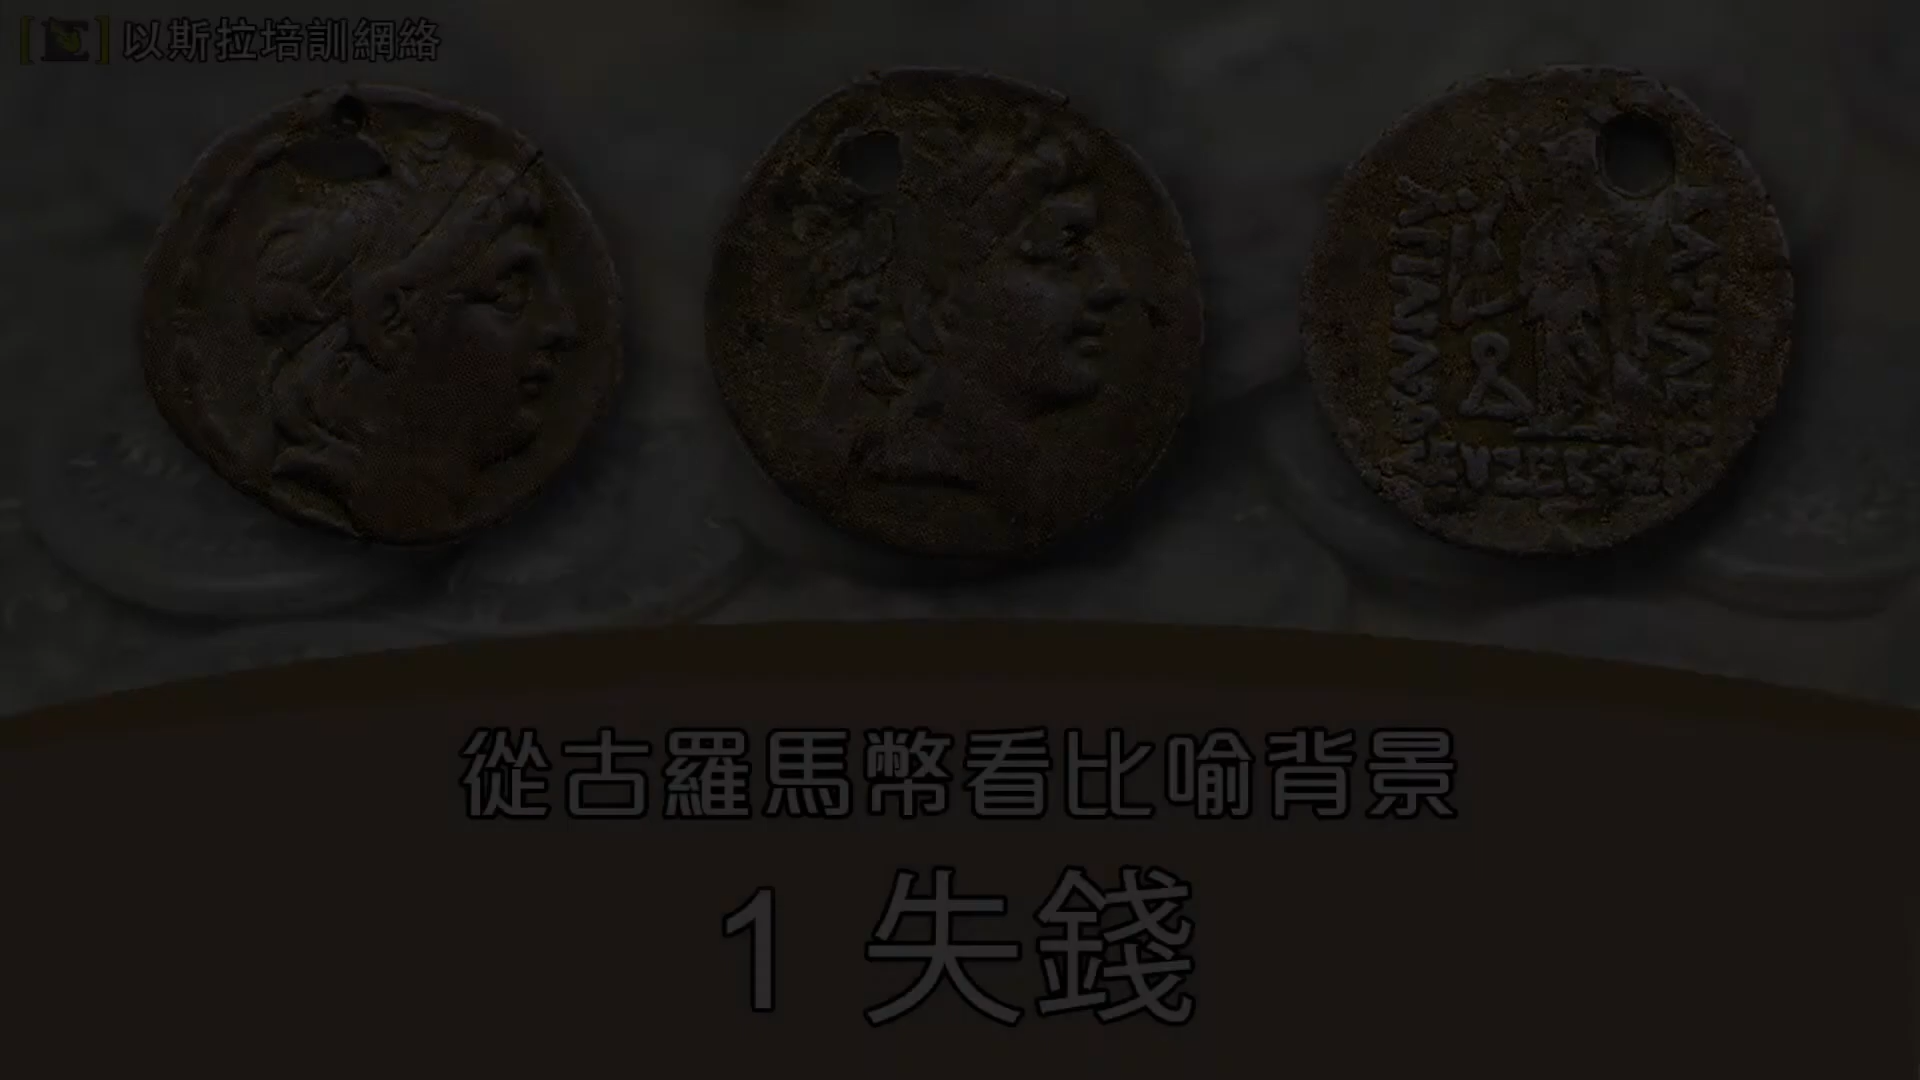 以斯拉培訓網絡
從古羅馬幣看比喻背景
1 失錢